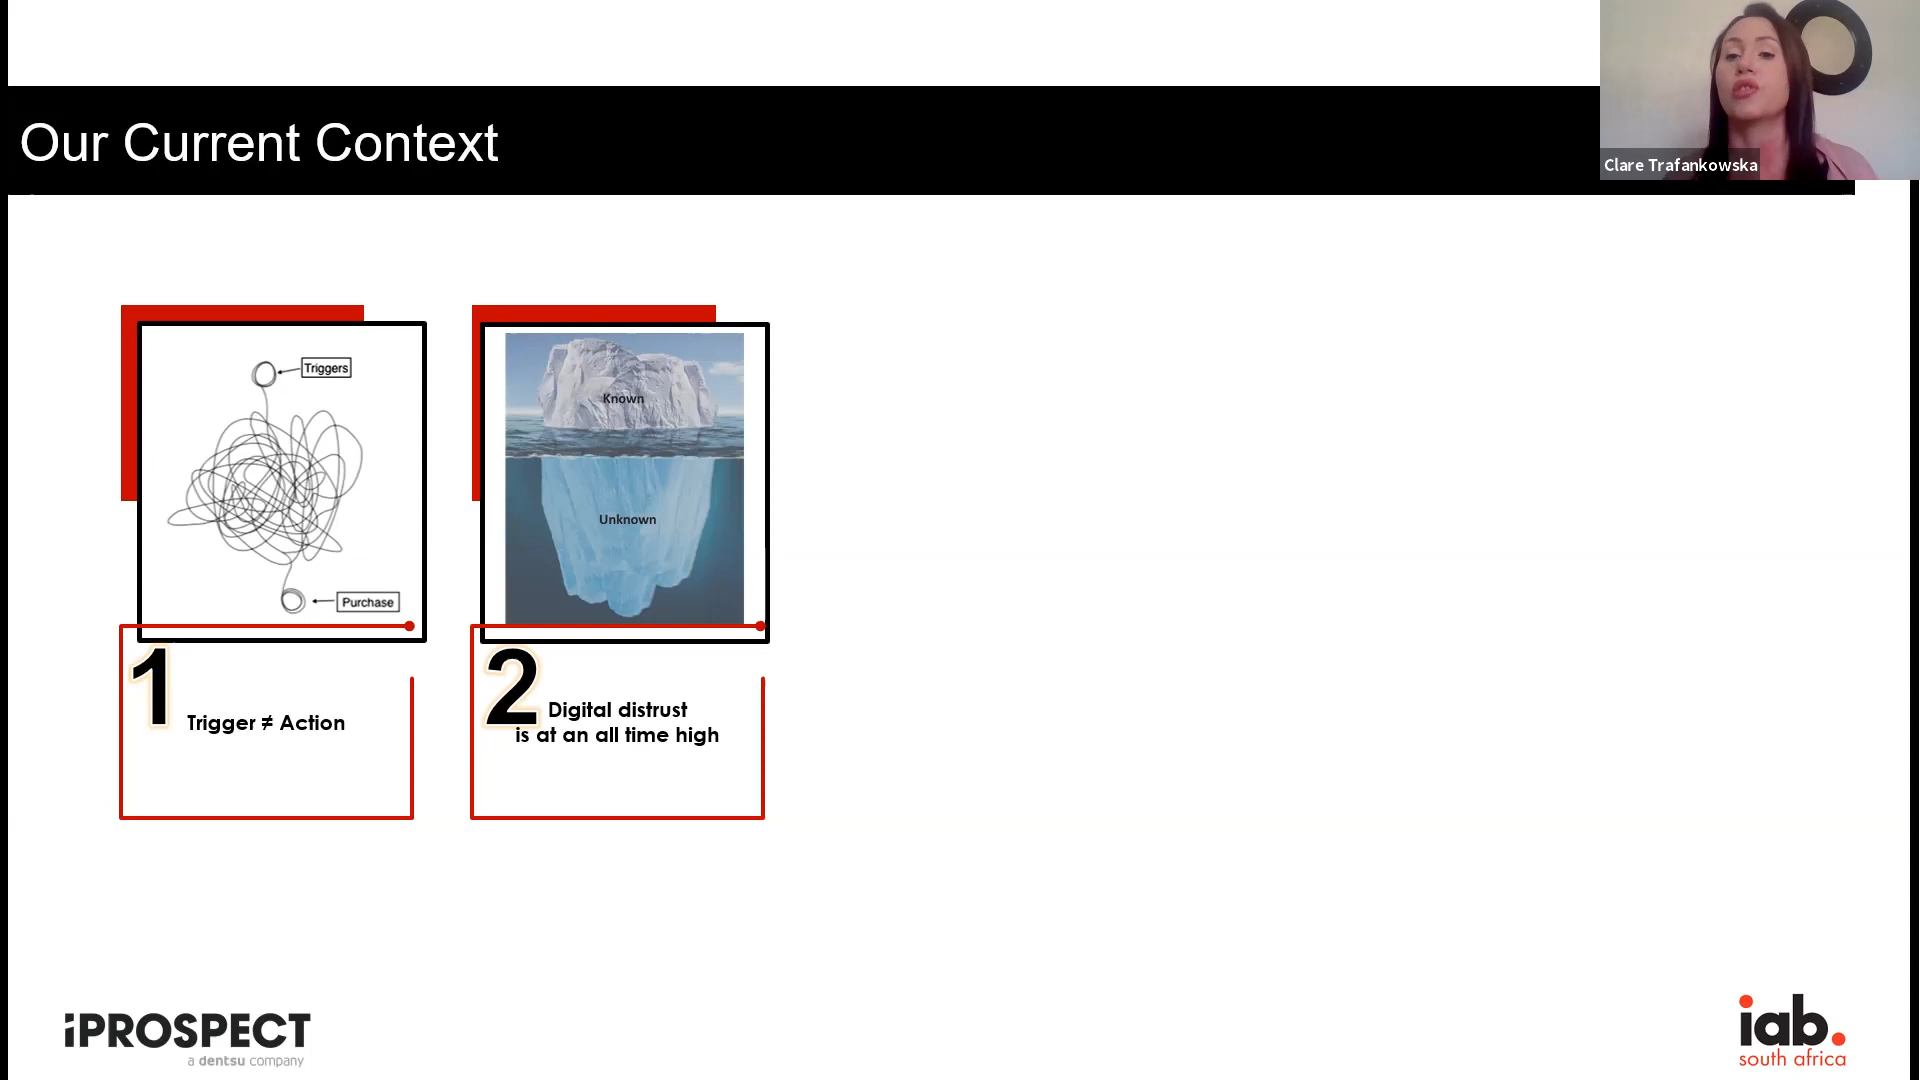 Our Current Context
Clare Trafankowska
Triggers
Purchase
1
Trigger ≠ Action
Known
Unknown
2
Digital distrust
is at an all time high
iPROSPECT
a dentsu company
iab.
south africa